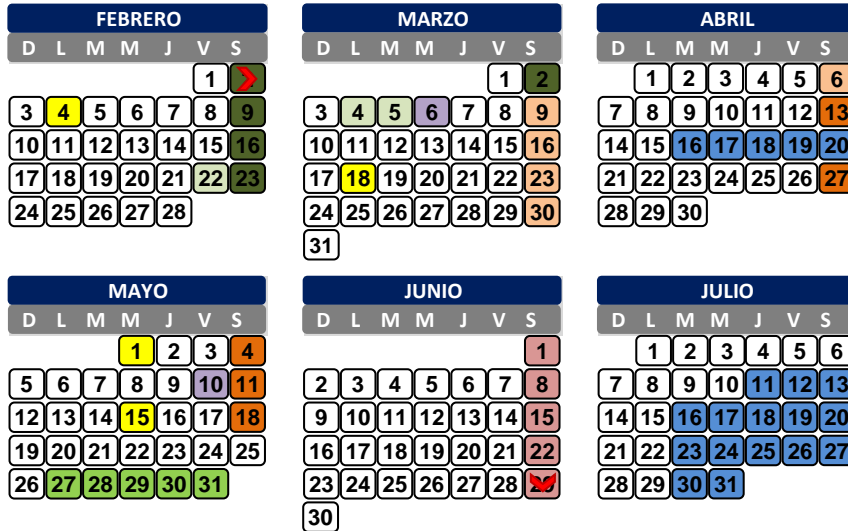 FEBRERO
D L M M J V S
1
3 4 5 6 7 8 9
10 11 12 13 14 15 16
17 18 19 20 21 22 23
24 25 26 27 28
MARZO
D L M M J V S
1 2
3 4 5 6 7 8 9
10 11 12 13 14 15 16
17 18 19 20 21 22 23
24 25 26 27 28 29 30
31
ABRIL
D L M M J V S
1 2 3 4 5 6
7 8 9 10 11 12 13
14 15 16 17 18 19 20
21 22 23 24 25 26 27
28 29 30
MAYO
D L M M J V S
1 2 3 4
5 6 7 8 9 10 11
12 13 14 15 16 17 18
19 20 21 22 23 24 25
26 27 28 29 30 31
JUNIO
D L M M J V S
1
2 3 4 5 6 7 8
9 10 11 12 13 14 15
16 17 18 19 20 21 22
23 24 25 26 27 28 29
30
JULIO
D L M M J V S
1 2 3 4 5 6
7 8 9 10 11 12 13
14 15 16 17 18 19 20
21 22 23 24 25 26 27
28 29 30 31